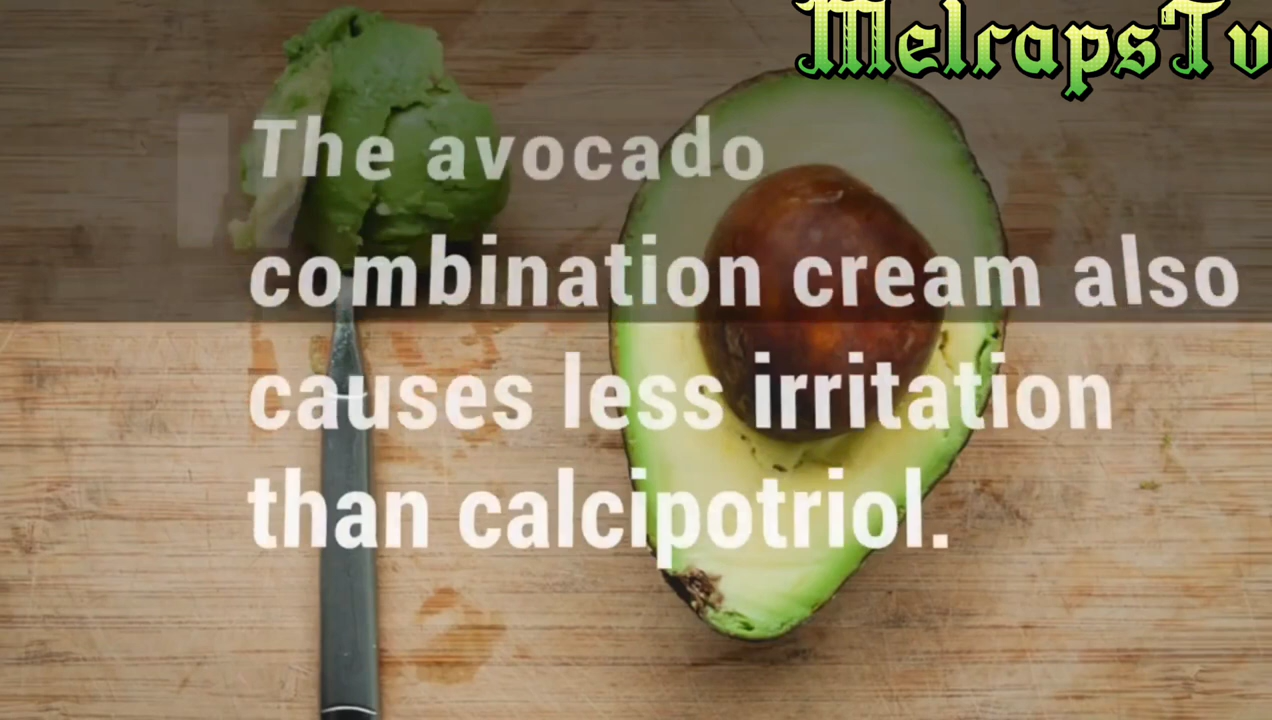 MelrapsTv
The avocado
combination cream also
causes less irritation
than calcipotriol.